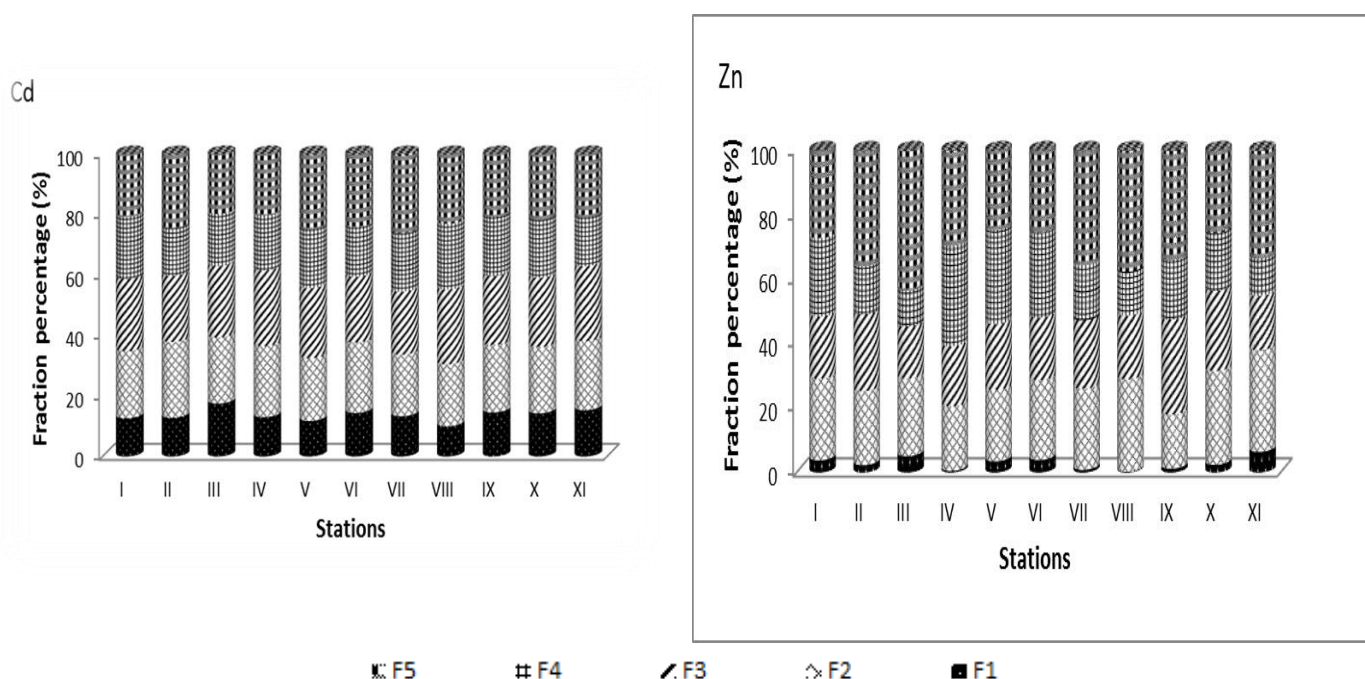 Cd
Fraction percentage (%)
100
80
60
40
20
0
I II III IV V VI VII VIII IX X XI
Stations
Zn
Fraction percentage (%)
100
80
60
40
20
0
I II III IV V VI VII VIII IX X XI
Stations
F5 F4 F3 F2 F1